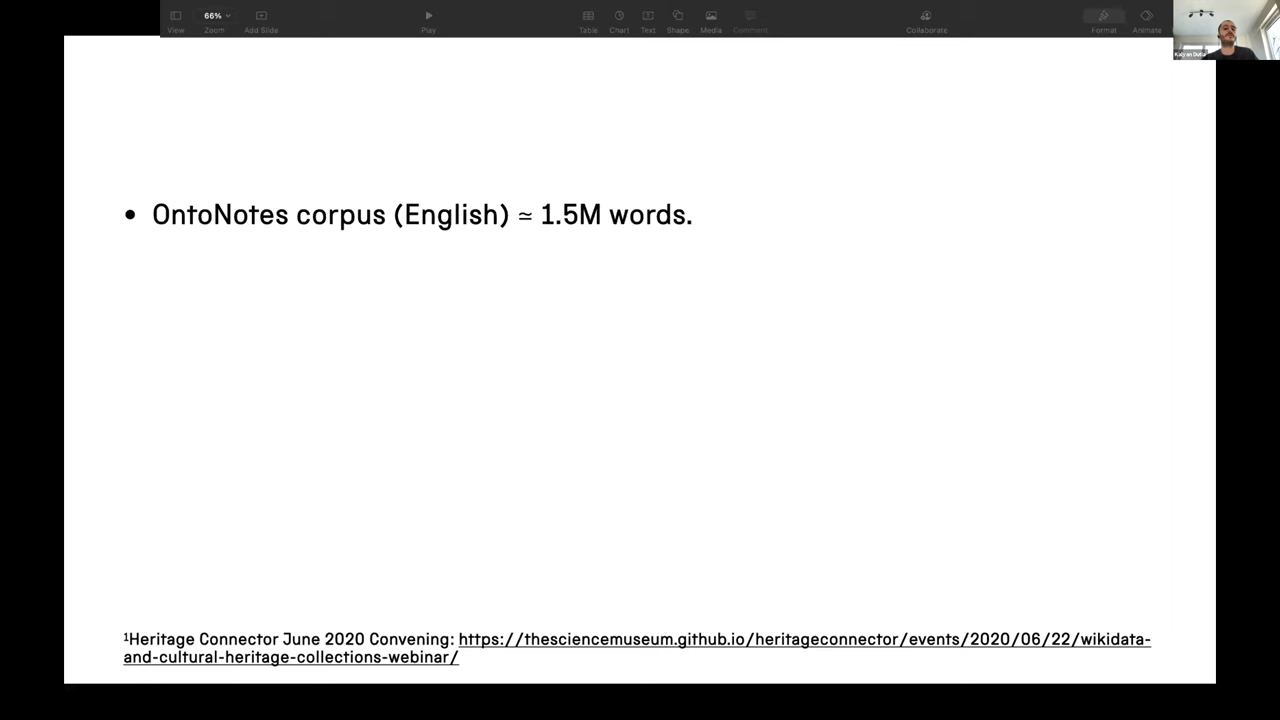 66%
View
Zoom
Add Slide
Play
Table
Chart
Text
Shape
Media
Comment
Collaborate
Format
Animate
• OntoNotes corpus (English) ≃ 1.5M words.
¹Heritage Connector June 2020 Convening: https://thesciencemuseum.github.io/heritageconnector/events/2020/06/22/wikidata-
and-cultural-heritage-collections-webinar/